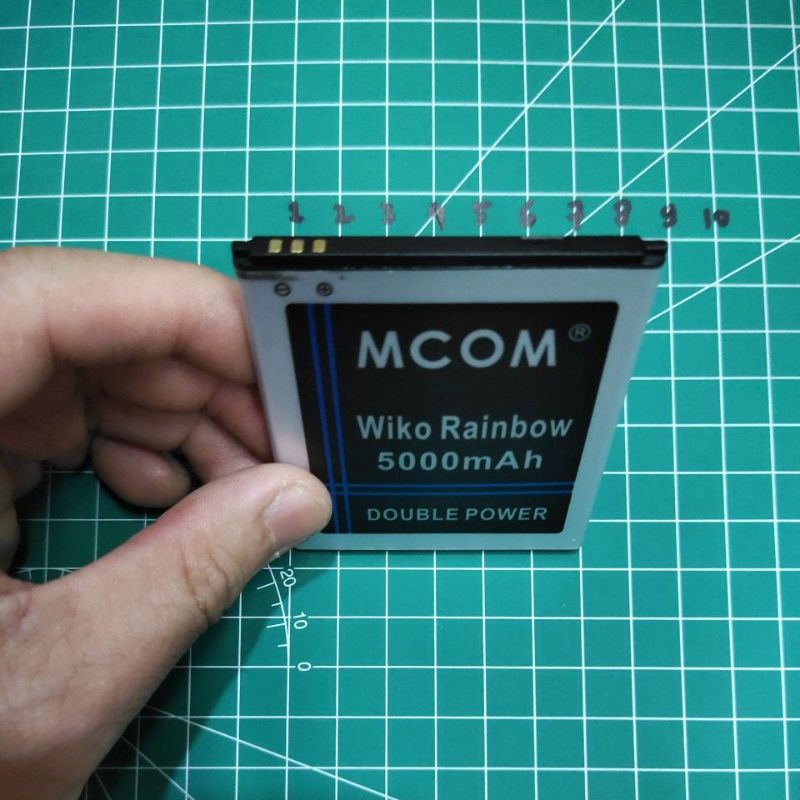 1 2 3 4 5 6 7 8 9 10
⊖ ⊕
MCOM ®
Wiko Rainbow
5000mAh
DOUBLE POWER
20
10
0